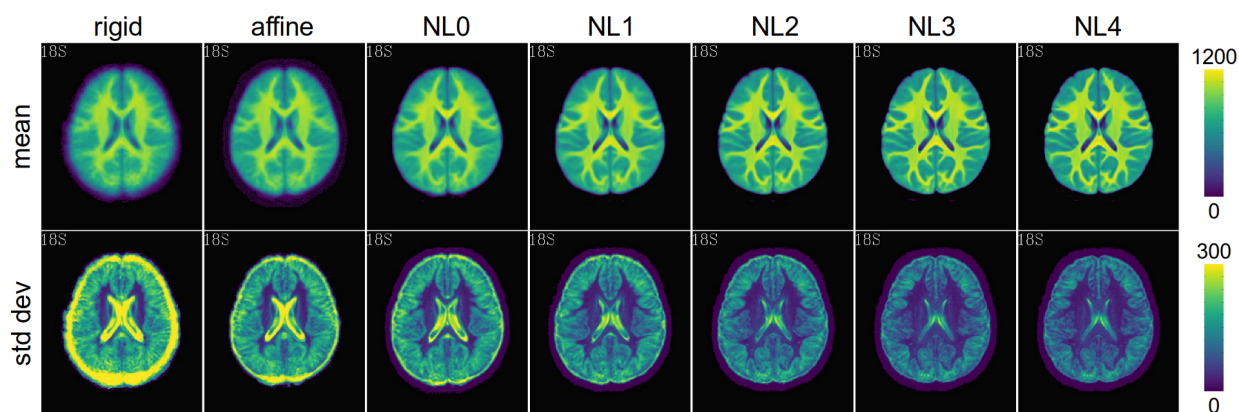 rigid affine NL0 NL1 NL2 NL3 NL4
mean 18S 18S 18S 18S 18S 18S 18S 1200
0
std dev 18S 18S 18S 18S 18S 18S 18S 300
0